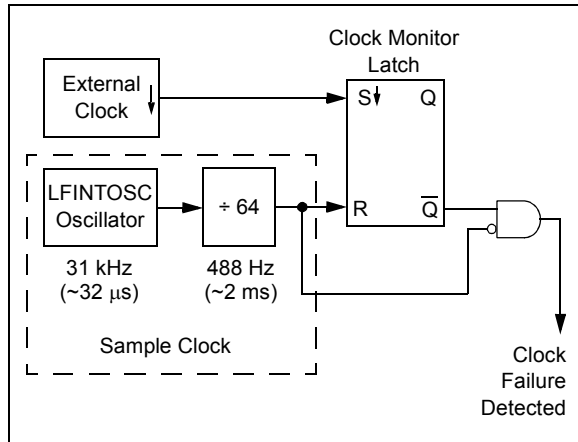 Clock Monitor
Latch
External
Clock
S
Q
LFINTOSC
Oscillator
÷ 64
R
Q̅
31 kHz
(~32 μs)
488 Hz
(~2 ms)
Sample Clock
Clock
Failure
Detected